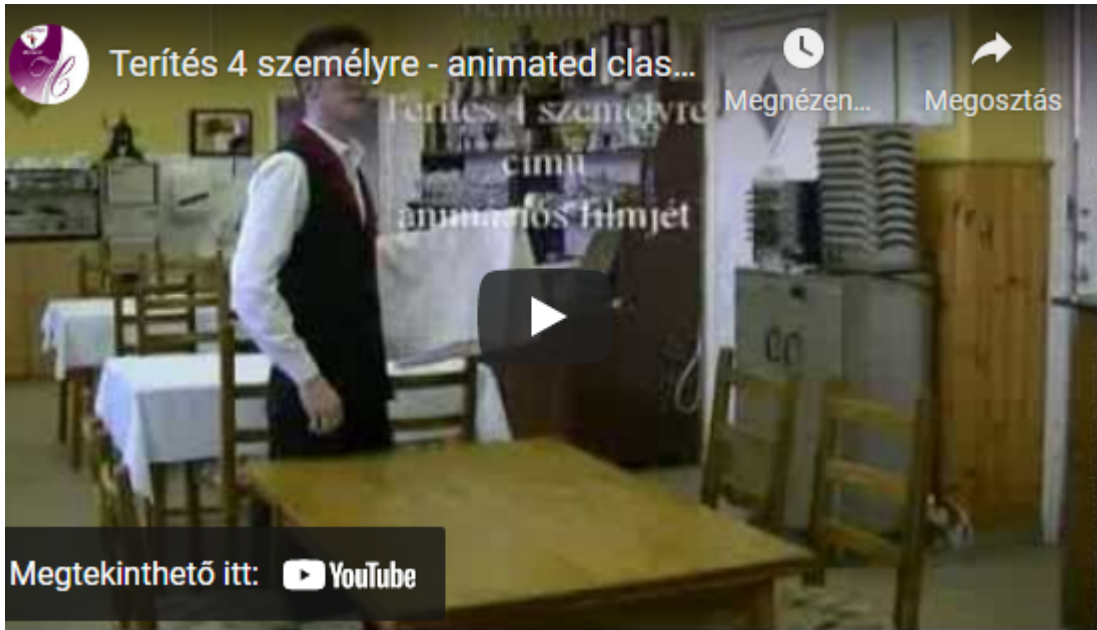 Terítés 4 személyre - animated clas...
Megnézen...
Megosztás
Terítés 4 személyre
című
animációs filmjét
Megtekinthető itt: YouTube